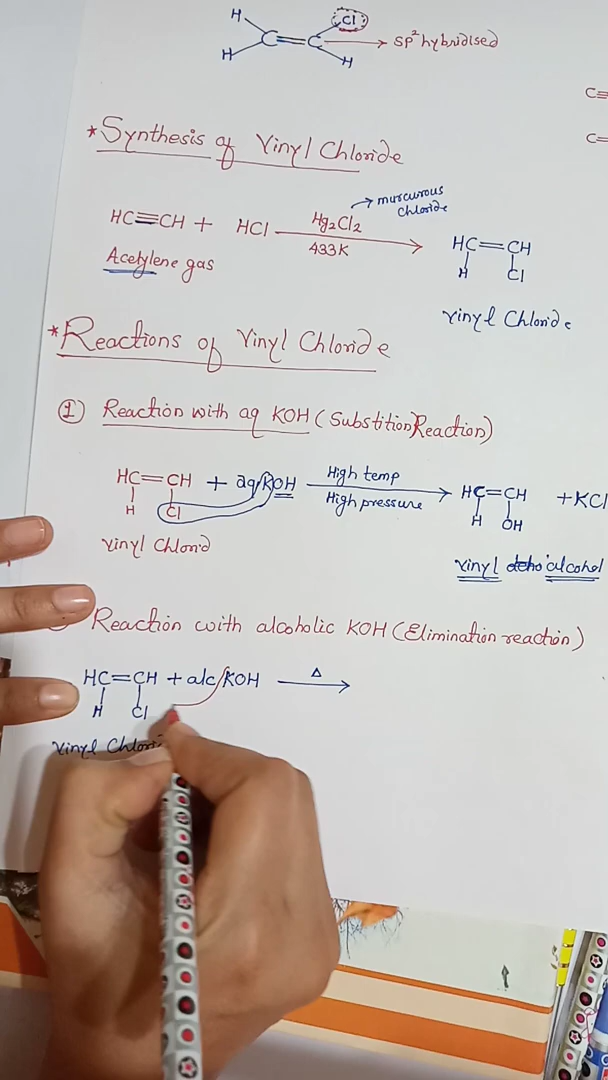 H Cl
C=C → sp² hybridised
H H
C≡
C=
*Synthesis of Vinyl Chloride
→ murcurous chloride
HC≡CH + HCl Hg₂Cl₂ 433K → HC=CH
H Cl
Acetylene gas
Vinyl Chloride
*Reactions of Vinyl Chloride
① Reaction with aq KOH (Substition Reaction)
HC=CH + aq/KOH High temp High pressure → HC=CH + KCl
H Cl H OH
Vinyl Chlorid
vinyl alcohol
Reaction with alcoholic KOH (Elimination reaction)
HC=CH + alc/KOH Δ →
H Cl
Vinyl Chlori